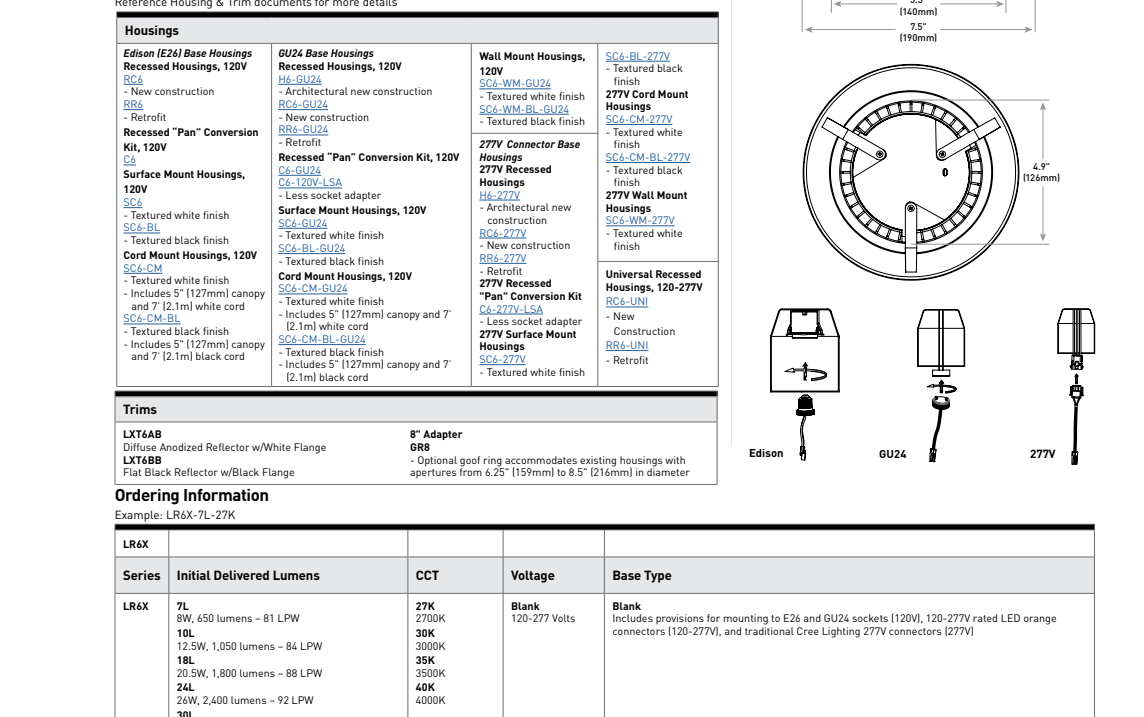 Reference Housing & Trim documents for more details
Housings
Edison (E26) Base Housings
Recessed Housings, 120V
RC6
- New construction
RR6
- Retrofit
Recessed “Pan” Conversion
Kit, 120V
C6
Surface Mount Housings,
120V
SC6
- Textured white finish
SC6-BL
- Textured black finish
Cord Mount Housings, 120V
SC6-CM
- Textured white finish
- Includes 5" (127mm) canopy
and 7' (2.1m) white cord
SC6-CM-BL
- Textured black finish
- Includes 5" (127mm) canopy
and 7' (2.1m) black cord
GU24 Base Housings
Recessed Housings, 120V
H6-GU24
- Architectural new construction
RC6-GU24
- New construction
RR6-GU24
- Retrofit
Recessed “Pan” Conversion Kit, 120V
C6-GU24
C6-120V-LSA
- Less socket adapter
Surface Mount Housings, 120V
SC6-GU24
- Textured white finish
SC6-BL-GU24
- Textured black finish
Cord Mount Housings, 120V
SC6-CM-GU24
- Textured white finish
- Includes 5" (127mm) canopy and 7'
(2.1m) white cord
SC6-CM-BL-GU24
- Textured black finish
- Includes 5" (127mm) canopy and 7'
(2.1m) black cord
Wall Mount Housings,
120V
SC6-WM-GU24
- Textured white finish
SC6-WM-BL-GU24
- Textured black finish
277V Connector Base
Housings
277V Recessed
Housings
H6-277V
- Architectural new
construction
RC6-277V
- New construction
RR6-277V
- Retrofit
277V Recessed
"Pan" Conversion Kit
C6-277V-LSA
- Less socket adapter
277V Surface Mount
Housings
SC6-277V
- Textured white finish
SC6-BL-277V
- Textured black
finish
277V Cord Mount
Housings
SC6-CM-277V
- Textured white
finish
SC6-CM-BL-277V
- Textured black
finish
277V Wall Mount
Housings
SC6-WM-277V
- Textured white
finish
Universal Recessed
Housings, 120-277V
RC6-UNI
- New
Construction
RR6-UNI
- Retrofit
Trims
LXT6AB
Diffuse Anodized Reflector w/White Flange
LXT6BB
Flat Black Reflector w/Black Flange
8" Adapter
GR8
- Optional goof ring accommodates existing housings with
apertures from 6.25" (159mm) to 8.5" (216mm) in diameter
5.5"
(140mm)
7.5"
(190mm)
4.9"
(126mm)
Edison
GU24
277V
Ordering Information
Example: LR6X-7L-27K
LR6X
Series
Initial Delivered Lumens
CCT
Voltage
Base Type
LR6X
7L
8W, 650 lumens – 81 LPW
10L
12.5W, 1,050 lumens – 84 LPW
18L
20.5W, 1,800 lumens – 88 LPW
24L
26W, 2,400 lumens – 92 LPW
30L
27K
2700K
30K
3000K
35K
3500K
40K
4000K
Blank
120-277 Volts
Blank
Includes provisions for mounting to E26 and GU24 sockets (120V), 120-277V rated LED orange
connectors (120-277V), and traditional Cree Lighting 277V connectors (277V)